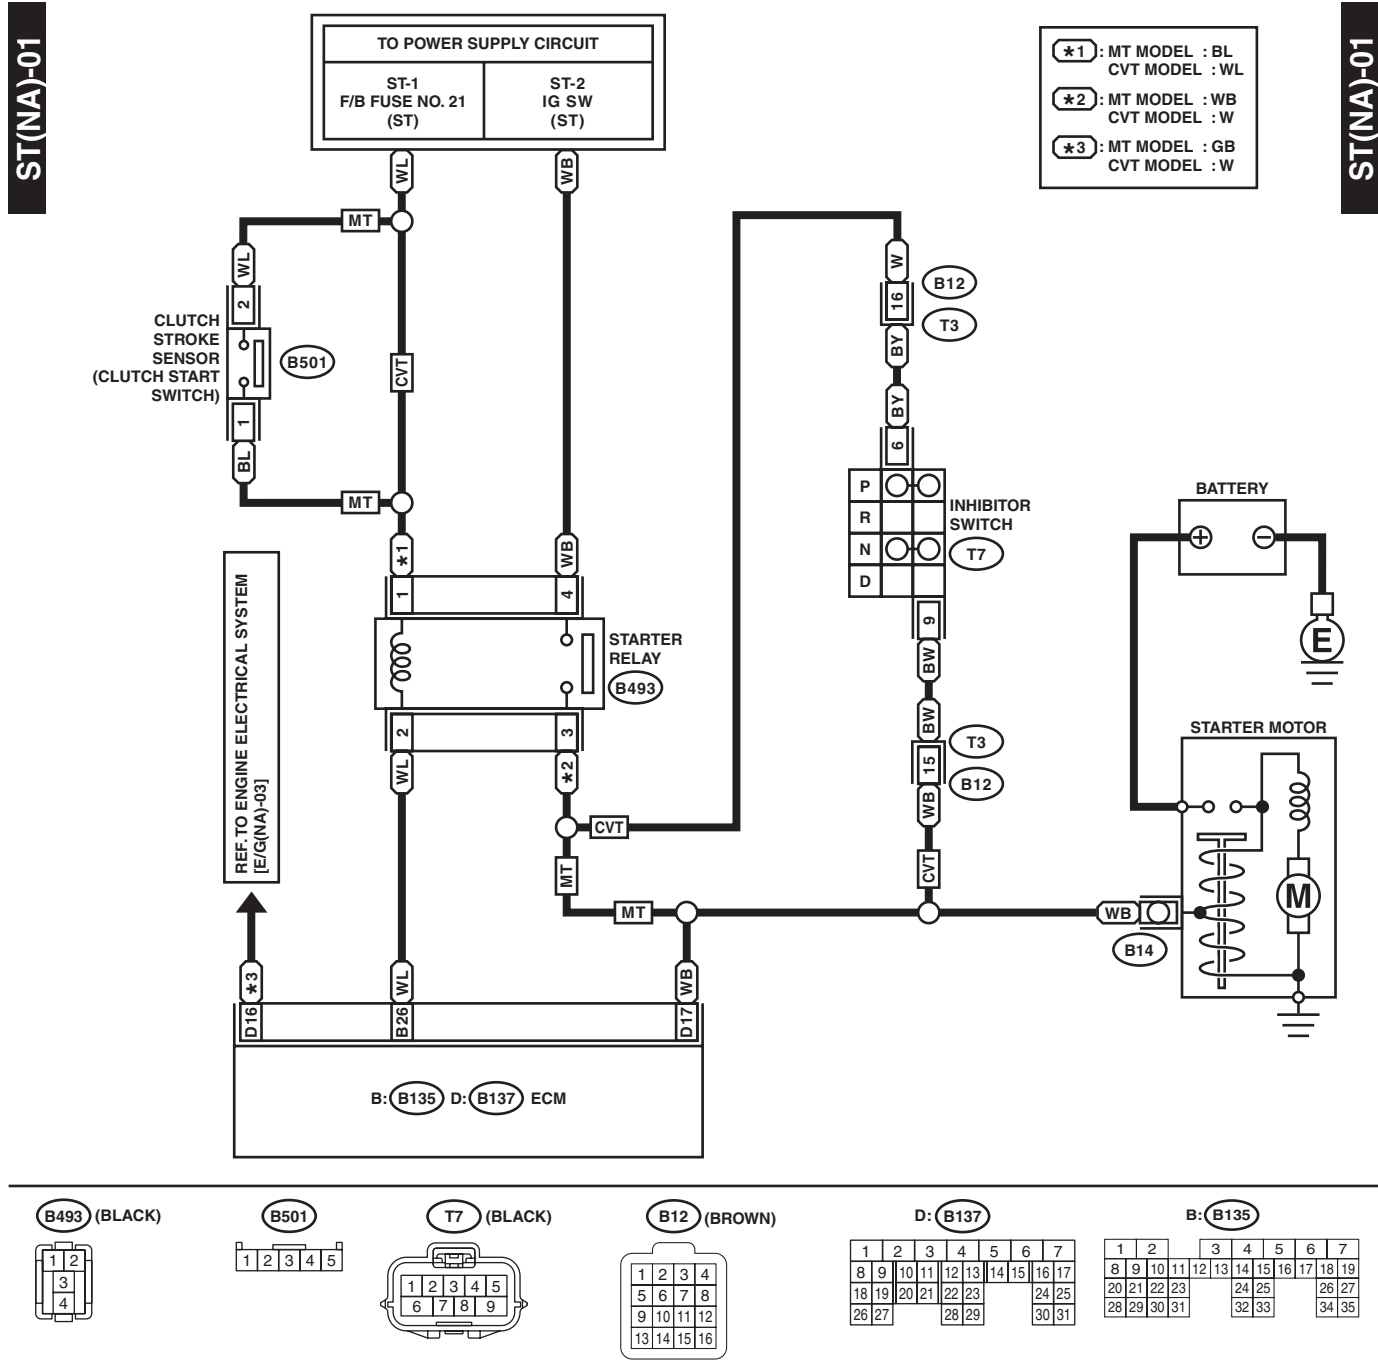 ST(NA)-01
ST(NA)-01
TO POWER SUPPLY CIRCUIT
ST-1
F/B FUSE NO. 21
(ST)
ST-2
IG SW
(ST)
*1 : MT MODEL : BL
CVT MODEL : WL
*2 : MT MODEL : WB
CVT MODEL : W
*3 : MT MODEL : GB
CVT MODEL : W
WL
WB
MT
WL
2
CLUTCH
STROKE
SENSOR
(CLUTCH START
SWITCH)
B501
1
BL
MT
CVT
*1
WB
1
4
STARTER
RELAY
B493
2
3
WL
*2
CVT
MT
MT
W
16
B12
T3
BY
BY
6
P
R
N
D
INHIBITOR
SWITCH
T7
9
BW
BW
T3
15
B12
WB
CVT
BATTERY
+
−
E
STARTER MOTOR
M
WB
B14
REF. TO ENGINE ELECTRICAL SYSTEM
[E/G(NA)-03]
*3
WL
WB
D16
B26
D17
B: B135 D: B137 ECM
B493 (BLACK)
1 2
3
4
B501
1 2 3 4 5
T7 (BLACK)
1 2 3 4 5
6 7 8 9
B12 (BROWN)
1 2 3 4
5 6 7 8
9 10 11 12
13 14 15 16
D: B137
1 2 3 4 5 6 7
8 9 10 11 12 13 14 15 16 17
18 19 20 21 22 23 24 25
26 27 28 29 30 31
B: B135
1 2 3 4 5 6 7
8 9 10 11 12 13 14 15 16 17 18 19
20 21 22 23 24 25 26 27
28 29 30 31 32 33 34 35